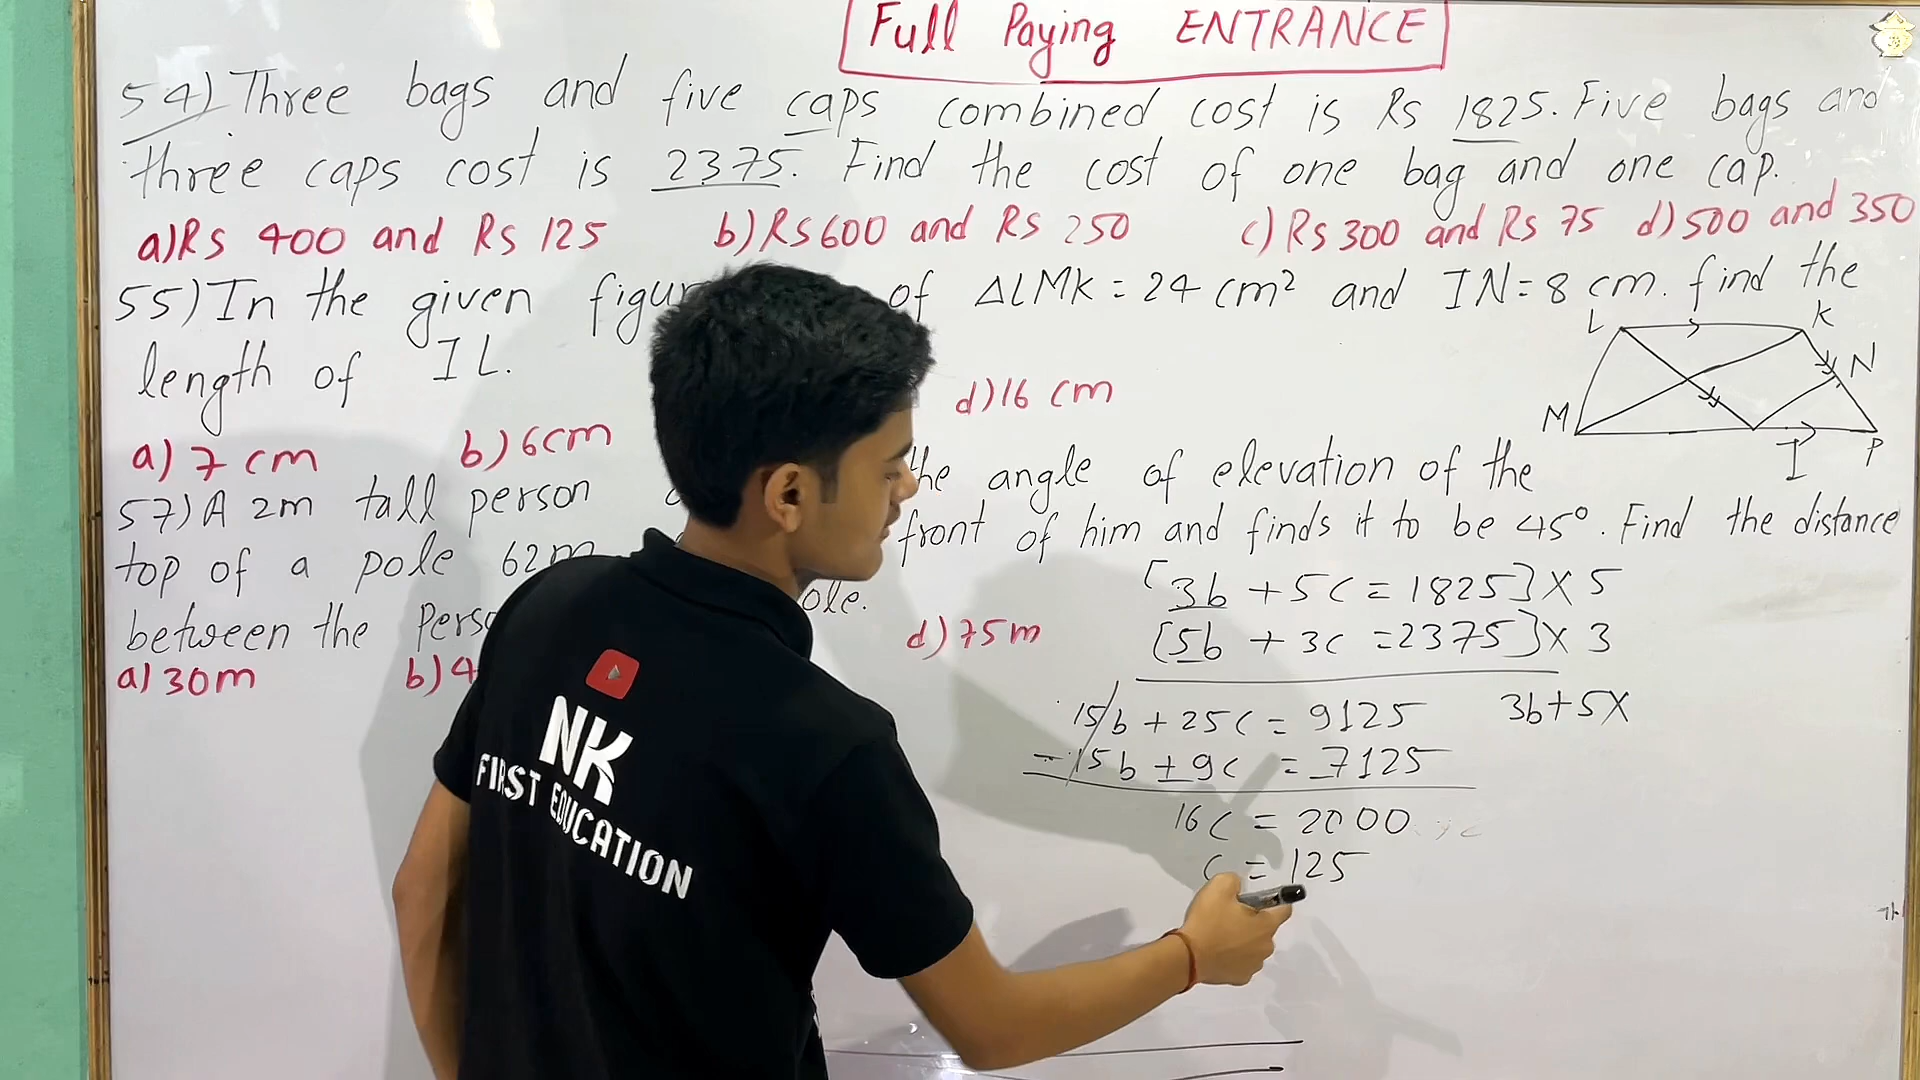 Full Paying ENTRANCE
54) Three bags and five caps combined cost is Rs 1825. Five bags and
three caps cost is 2375. Find the cost of one bag and one cap.
a) Rs 400 and Rs 125 b) Rs 600 and Rs 250 c) Rs 300 and Rs 75 d) 500 and 350
55) In the given of ΔLMK = 24 cm² and IN = 8 cm. find the
length of IL.
a) 7 cm b) 6cm d) 16 cm
L K
N
M I P
57) A 2m tall person the angle of elevation of the
top of a pole 62m front of him and finds it to be 45°. Find the distance
between the
a) 30m d) 75m
[3b + 5c = 1825] X 5
[5b + 3c = 2375] X 3
15b + 25c = 9125 3b+5X
- 15b + 9c = 7125
16c = 2000
c = 125
NK
FIRST EDUCATION